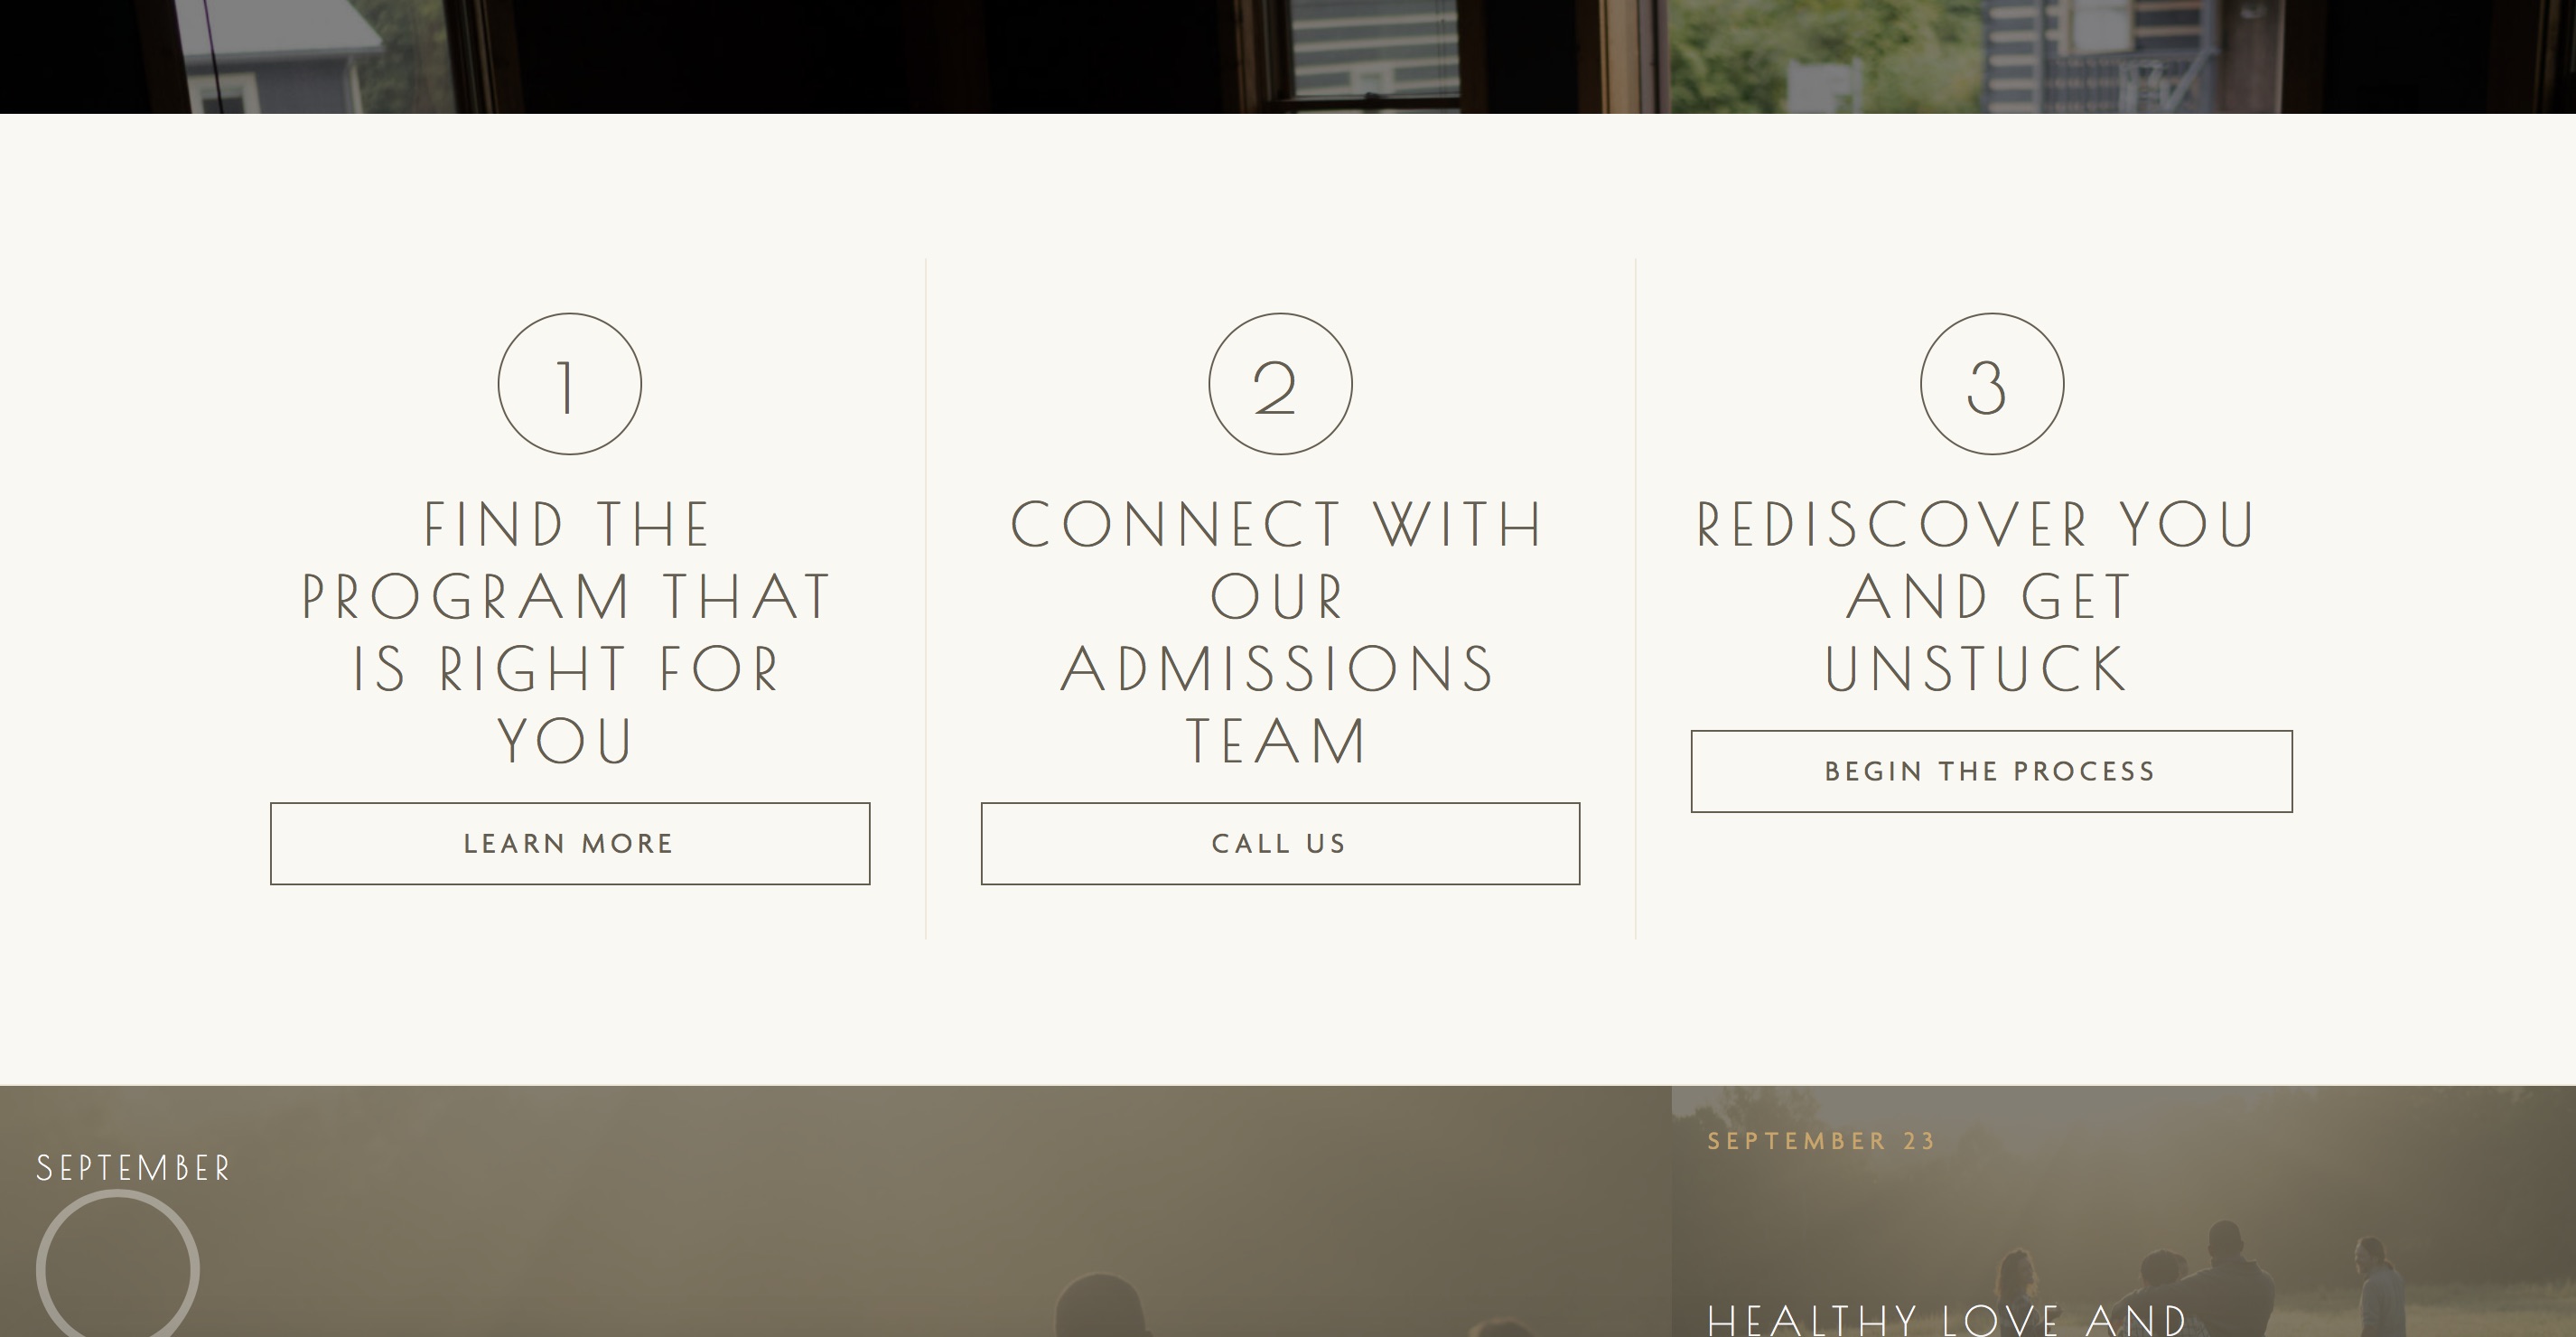 1
FIND THE
PROGRAM THAT
IS RIGHT FOR
YOU
LEARN MORE
2
CONNECT WITH
OUR
ADMISSIONS
TEAM
CALL US
3
REDISCOVER YOU
AND GET
UNSTUCK
BEGIN THE PROCESS
SEPTEMBER
SEPTEMBER 23
HEALTHY LOVE AND